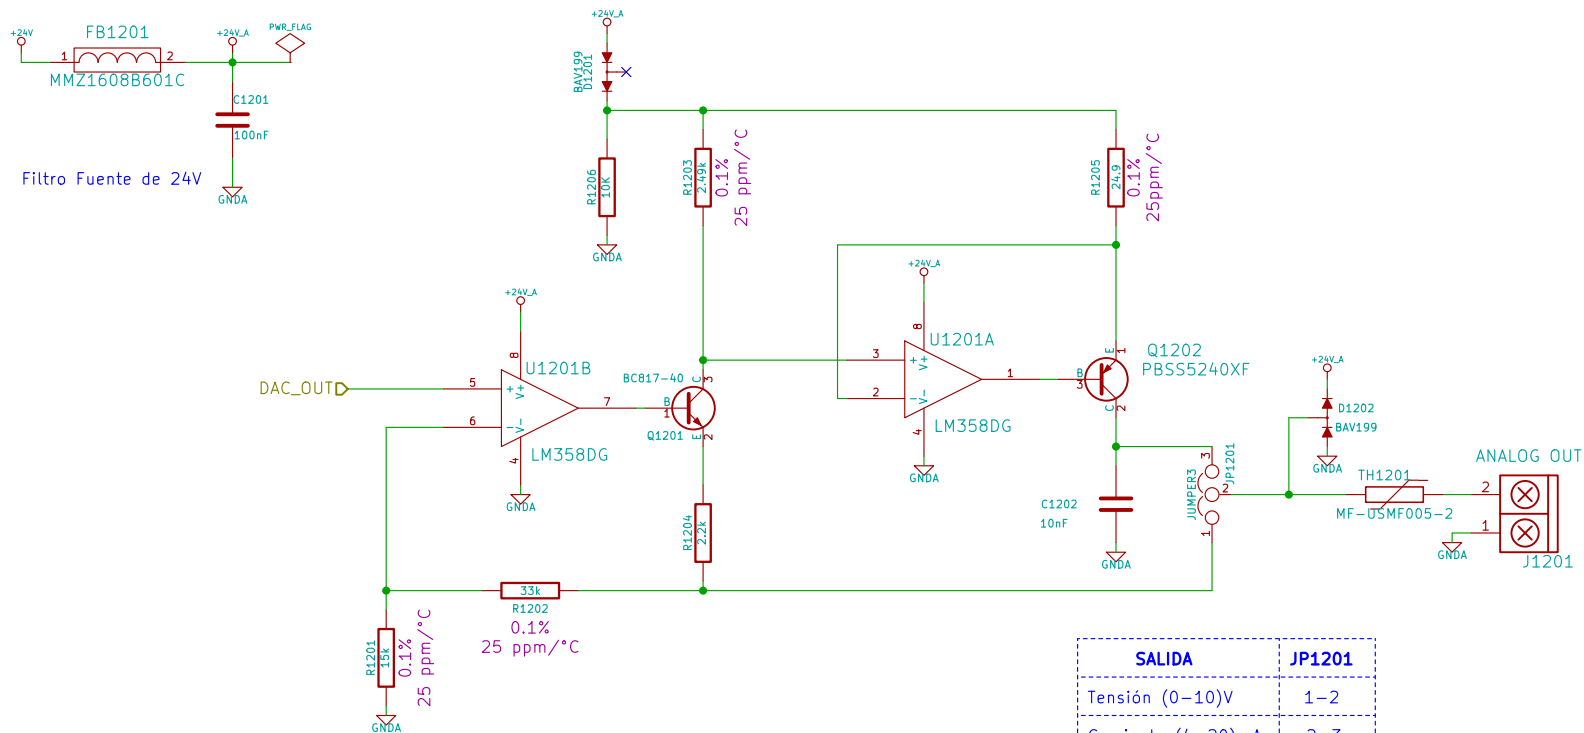 +24V
FB1201
1
2
MMZ1608B601C
+24V_A
PWR_FLAG
C1201
100nF
GNDA
Filtro Fuente de 24V
+24V_A
BAV199
D1201
R1206
10K
GNDA
R1203
2.49k
0.1%
25 ppm/°C
R1205
24.9
0.1%
25ppm/°C
DAC_OUT
+24V_A
8
U1201B
5
+
V+
6
-
V-
7
4
LM358DG
GNDA
BC817-40
B
1
C
3
Q1201
E
2
+24V_A
8
U1201A
3
+
V+
2
-
V-
1
4
LM358DG
GNDA
Q1202
PBSS5240XF
E
1
B
3
C
2
R1204
2.2k
33k
R1202
0.1%
25 ppm/°C
R1201
15k
0.1%
25 ppm/°C
GNDA
C1202
10nF
GNDA
JUMPER3
JP1201
3
2
1
+24V_A
D1202
BAV199
GNDA
TH1201
MF-USMF005-2
ANALOG OUT
2
1
GNDA
J1201
SALIDA JP1201
Tensión (0-10)V 1-2